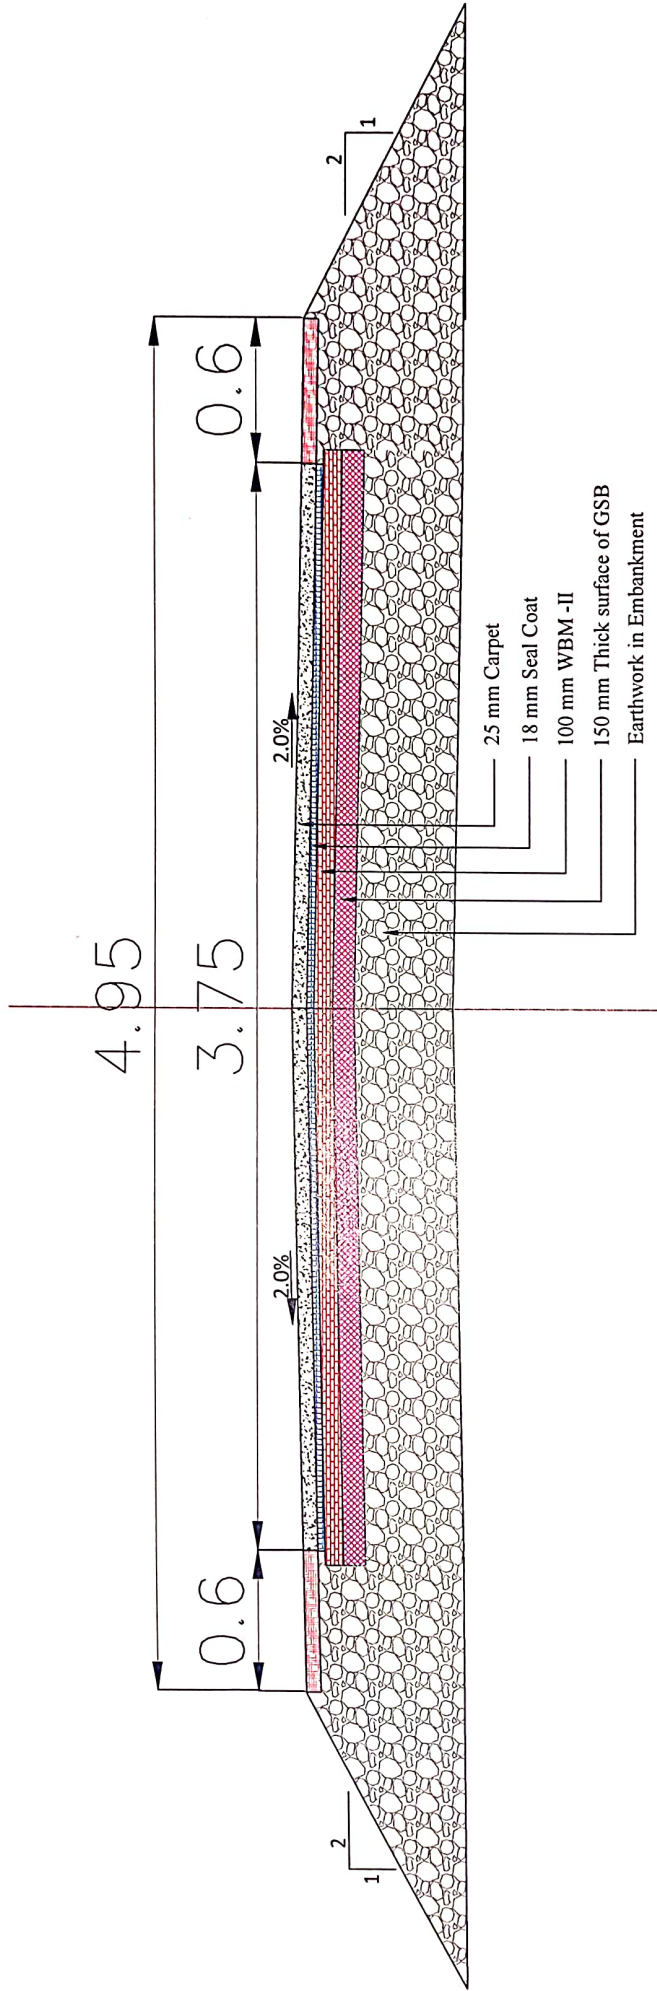 4.95
0.6
3.75
0.6
2.0%
2.0%
2
1
2
1
25 mm Carpet
18 mm Seal Coat
100 mm WBM -II
150 mm Thick surface of GSB
Earthwork in Embankment